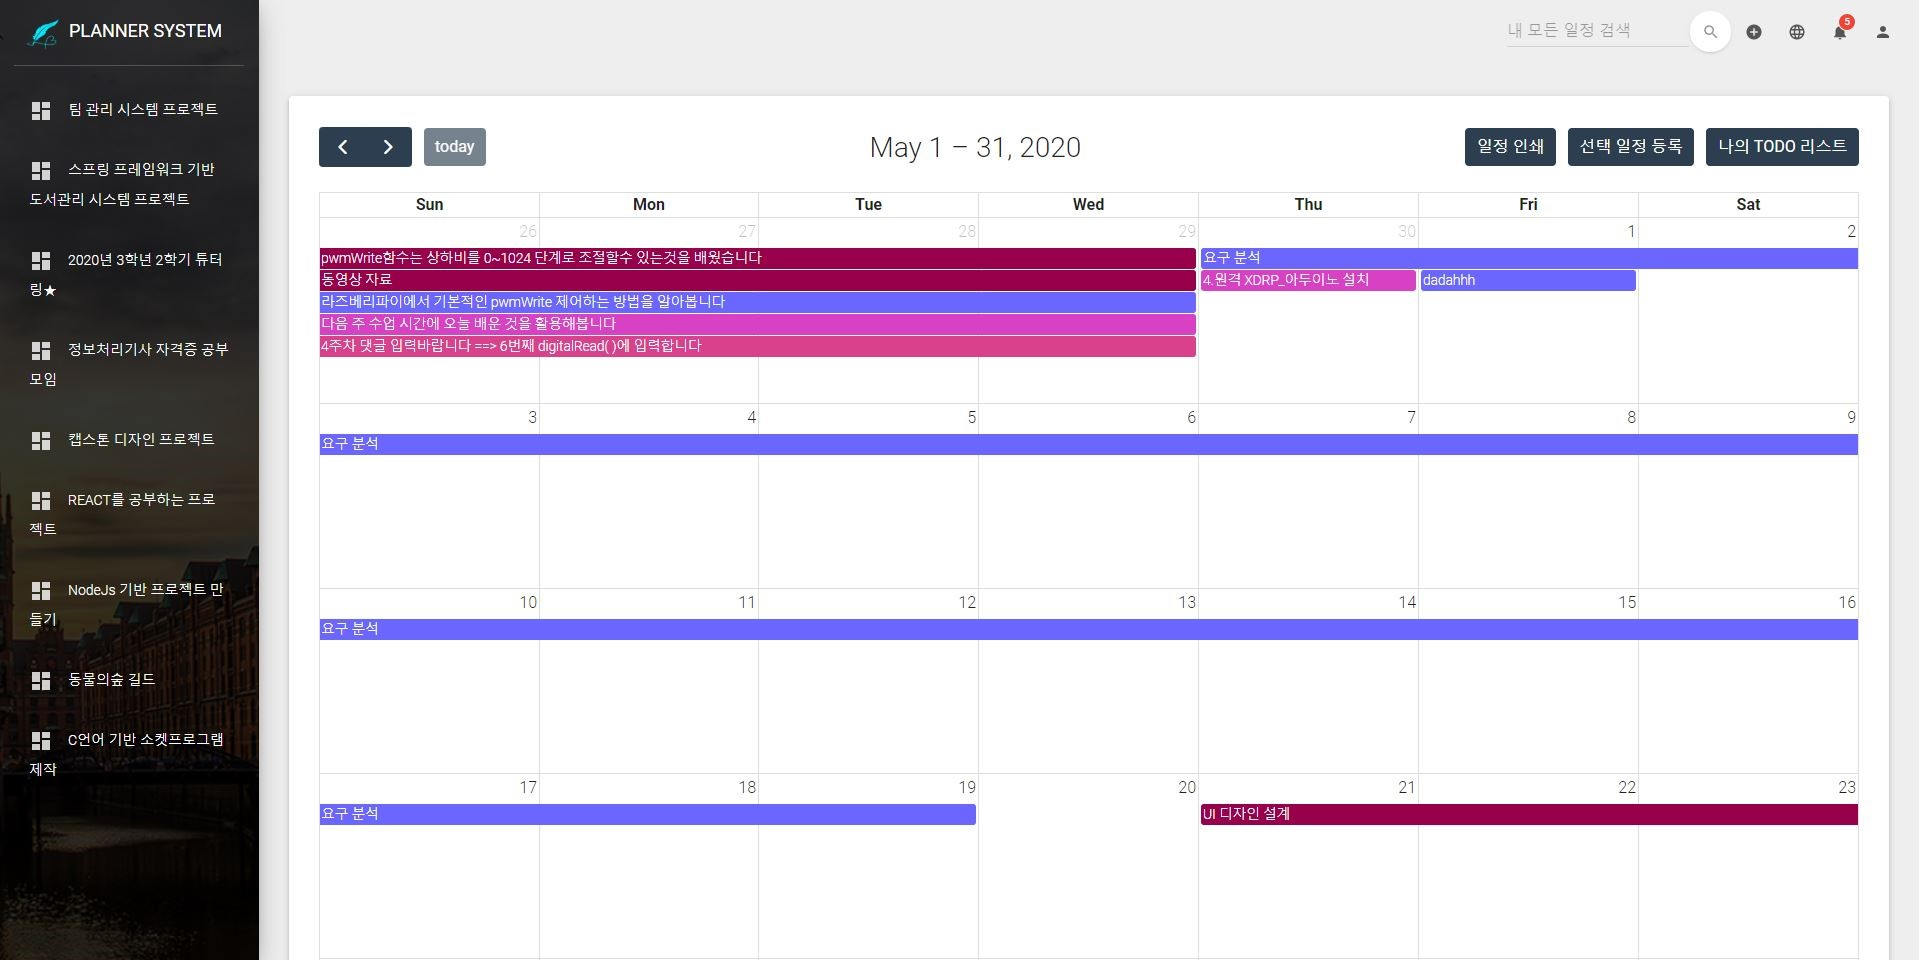 PLANNER SYSTEM
팀 관리 시스템 프로젝트
스프링 프레임워크 기반
도서관리 시스템 프로젝트
2020년 3학년 2학기 튜터
링★
정보처리기사 자격증 공부
모임
캡스톤 디자인 프로젝트
REACT를 공부하는 프로
젝트
NodeJs 기반 프로젝트 만
들기
동물의숲 길드
C언어 기반 소켓프로그램
제작
내 모든 일정 검색
5
today
May 1 – 31, 2020
일정 인쇄
선택 일정 등록
나의 TODO 리스트
Sun Mon Tue Wed Thu Fri Sat
26 27 28 29 30 1 2
pwmWrite함수는 상하비를 0~1024 단계로 조절할수 있는것을 배웠습니다
요구 분석
동영상 자료
4.원격 XDRP_아두이노 설치
dadahhh
라즈베리파이에서 기본적인 pwmWrite 제어하는 방법을 알아봅니다
다음 주 수업 시간에 오늘 배운 것을 활용해봅니다
4주차 댓글 입력바랍니다 ==> 6번째 digitalRead( )에 입력합니다
3 4 5 6 7 8 9
요구 분석
10 11 12 13 14 15 16
요구 분석
17 18 19 20 21 22 23
요구 분석
UI 디자인 설계